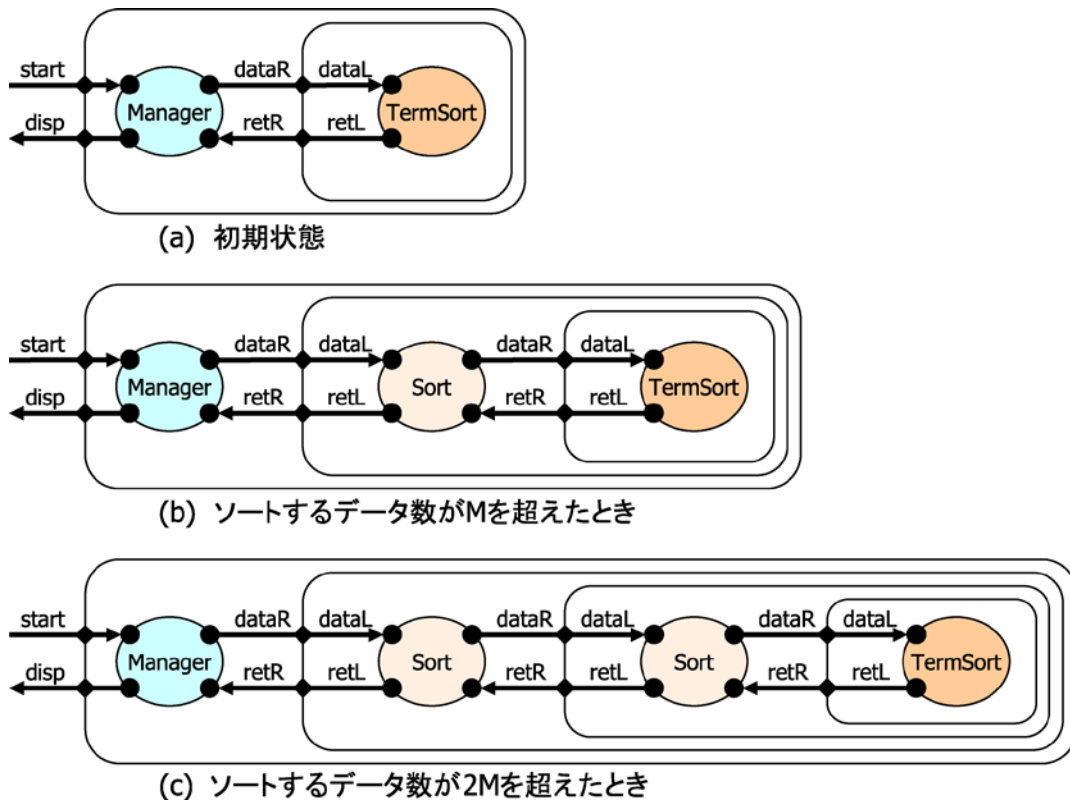 start dataR dataL
Manager TermSort
disp retR retL
(a) 初期状態
start dataR dataL dataR dataL
Manager Sort TermSort
disp retR retL retR retL
(b) ソートするデータ数がMを超えたとき
start dataR dataL dataR dataL dataR dataL
Manager Sort Sort TermSort
disp retR retL retR retL retR retL
(c) ソートするデータ数が2Mを超えたとき